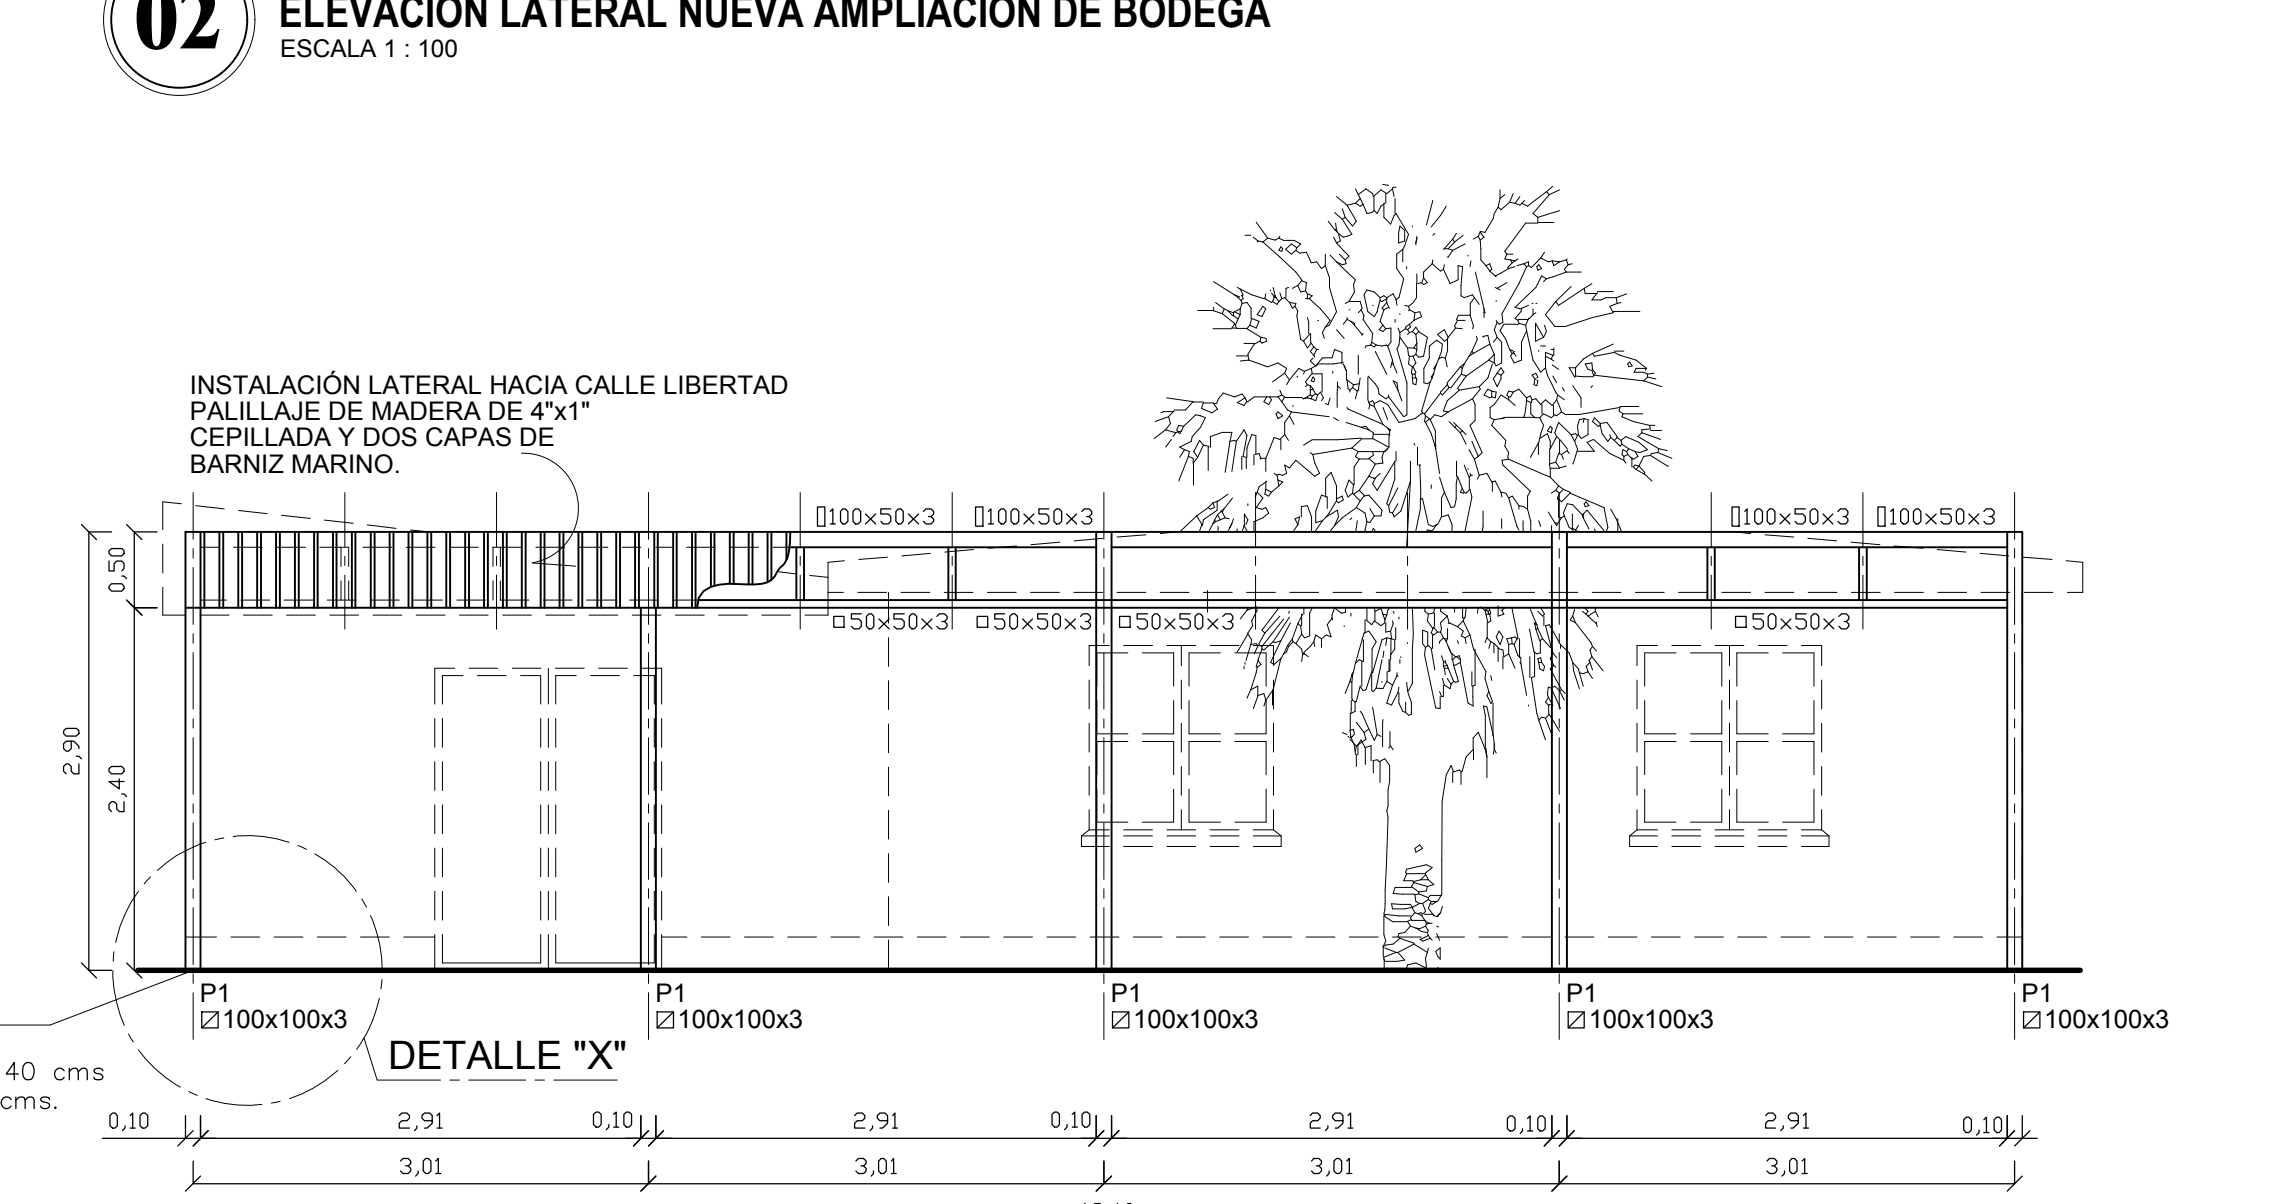 02
ELEVACIÓN LATERAL NUEVA AMPLIACIÓN DE BODEGA
ESCALA 1 : 100
INSTALACIÓN LATERAL HACIA CALLE LIBERTAD
PALILLAJE DE MADERA DE 4"x1"
CEPILLADA Y DOS CAPAS DE
BARNIZ MARINO.
▯100x50x3 ▯100x50x3 ▯100x50x3 ▯100x50x3
0,50
□50x50x3 □50x50x3 □50x50x3 □50x50x3
2,90
2,40
P1 P1 P1 P1 P1
⍁100x100x3 ⍁100x100x3 ⍁100x100x3 ⍁100x100x3 ⍁100x100x3
DETALLE "X"
40 cms
cms.
0,10 2,91 0,10 2,91 0,10 2,91 0,10 2,91 0,10
3,01 3,01 3,01 3,01